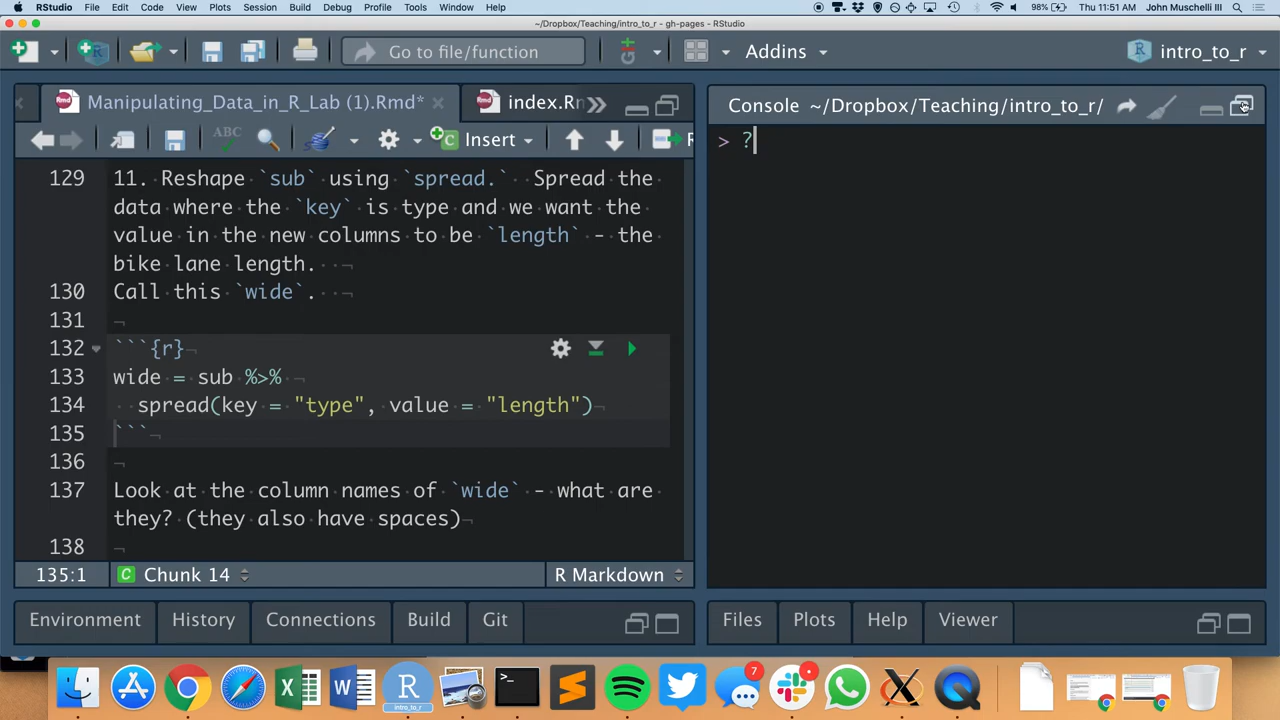 RStudio File Edit Code View Plots Session Build Debug Profile Tools Window Help 98% Thu 11:51 AM John Muschelli III
~/Dropbox/Teaching/intro_to_r - gh-pages - RStudio
Go to file/function Addins intro_to_r
Manipulating_Data_in_R_Lab (1).Rmd* index.Rm
ABC Insert R
129 11. Reshape `sub` using `spread.` Spread the
data where the `key` is type and we want the
value in the new columns to be `length` - the
bike lane length.
130 Call this `wide`.
131
132 ```{r}
133 wide = sub %>%
134 spread(key = "type", value = "length")
135 ```
136
137 Look at the column names of `wide` - what are
they? (they also have spaces)
138
135:1 Chunk 14 R Markdown
Console ~/Dropbox/Teaching/intro_to_r/
> ?
Environment History Connections Build Git
Files Plots Help Viewer
R intro_to_r
7